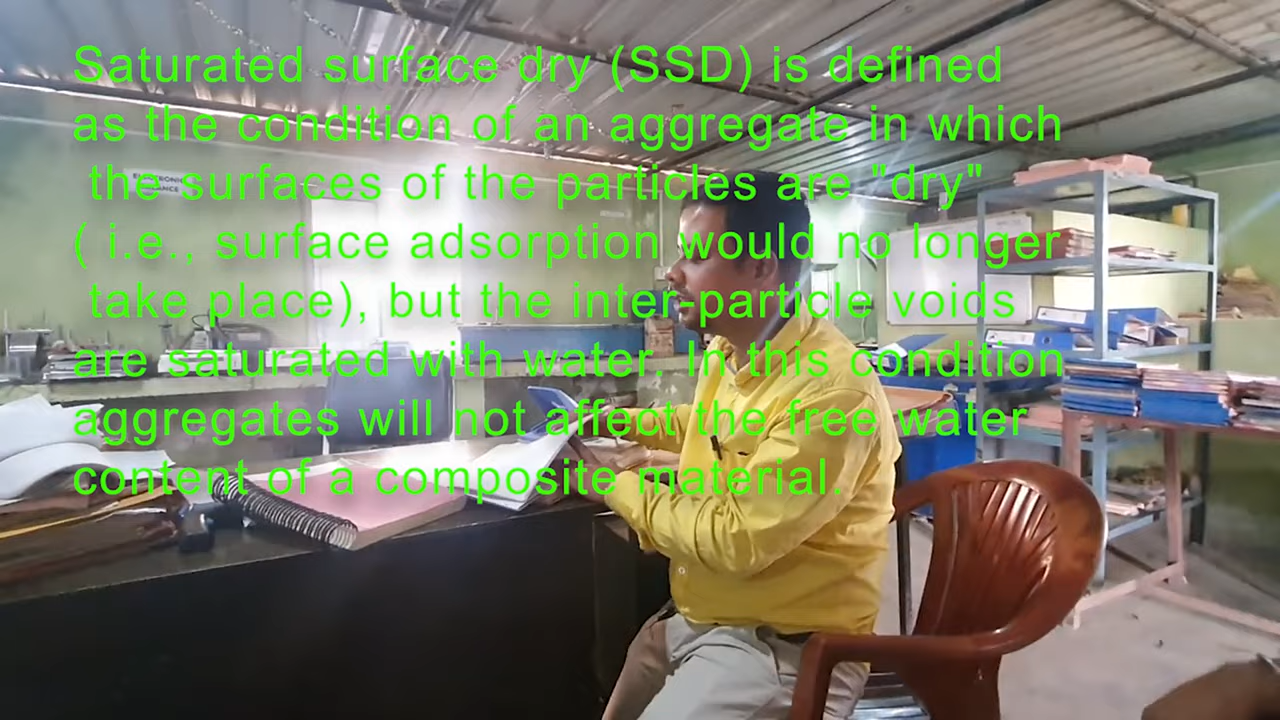 Saturated surface dry (SSD) is defined
as the condition of an aggregate in which
the surfaces of the particles are "dry"
( i.e., surface adsorption would no longer
take place), but the inter-particle voids
are saturated with water. In this condition
aggregates will not affect the free water
content of a composite material.
ELECTRONIC
BALANCE